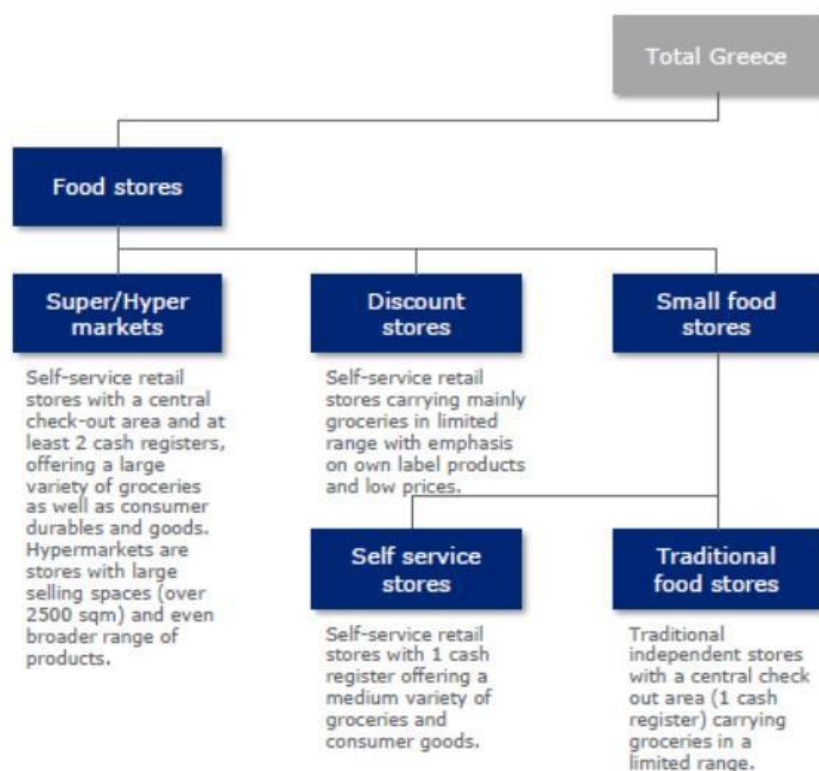 Total Greece
Food stores
Super/Hyper
markets
Self-service retail
stores with a central
check-out area and at
least 2 cash registers,
offering a large
variety of groceries
as well as consumer
durables and goods.
Hypermarkets are
stores with large
selling spaces (over
2500 sqm) and even
broader range of
products.
Discount
stores
Self-service retail
stores carrying mainly
groceries in limited
range with emphasis
on own label products
and low prices.
Small food
stores
Self service
stores
Self-service retail
stores with 1 cash
register offering a
medium variety of
groceries and
consumer goods.
Traditional
food stores
Traditional
independent stores
with a central check
out area (1 cash
register) carrying
groceries in a
limited range.